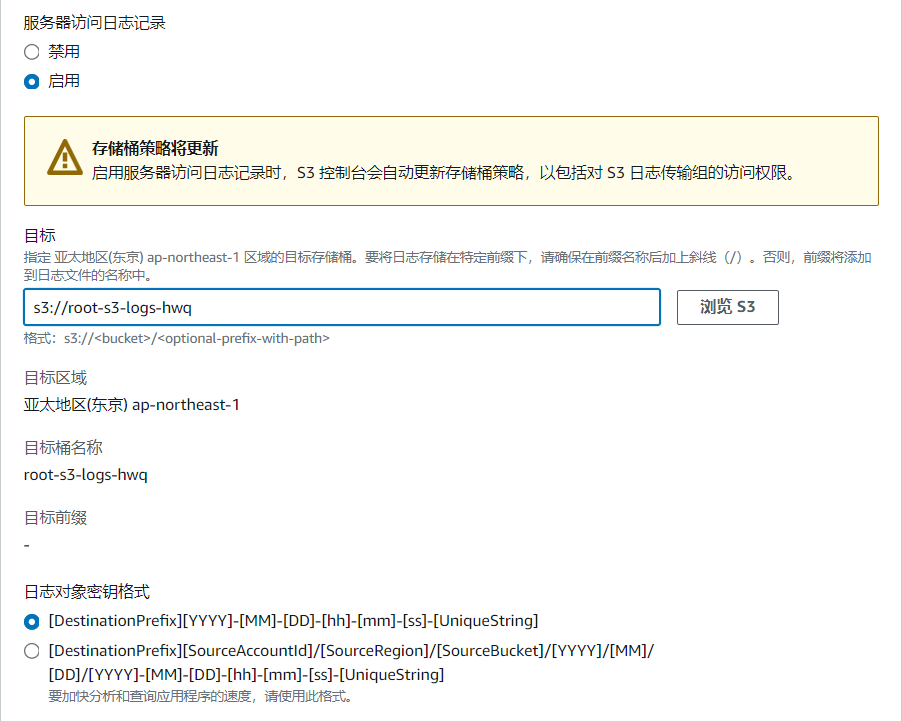 服务器访问日志记录
禁用
启用
存储桶策略将更新
启用服务器访问日志记录时，S3 控制台会自动更新存储桶策略，以包括对 S3 日志传输组的访问权限。
目标
指定 亚太地区(东京) ap-northeast-1 区域的目标存储桶。要将日志存储在特定前缀下，请确保在前缀名称后加上斜线（/）。否则，前缀将添加
到日志文件的名称中。
s3://root-s3-logs-hwq
浏览 S3
格式：s3://<bucket>/<optional-prefix-with-path>
目标区域
亚太地区(东京) ap-northeast-1
目标桶名称
root-s3-logs-hwq
目标前缀
-
日志对象密钥格式
[DestinationPrefix][YYYY]-[MM]-[DD]-[hh]-[mm]-[ss]-[UniqueString]
[DestinationPrefix][SourceAccountId]/[SourceRegion]/[SourceBucket]/[YYYY]/[MM]/
[DD]/[YYYY]-[MM]-[DD]-[hh]-[mm]-[ss]-[UniqueString]
要加快分析和查询应用程序的速度，请使用此格式。